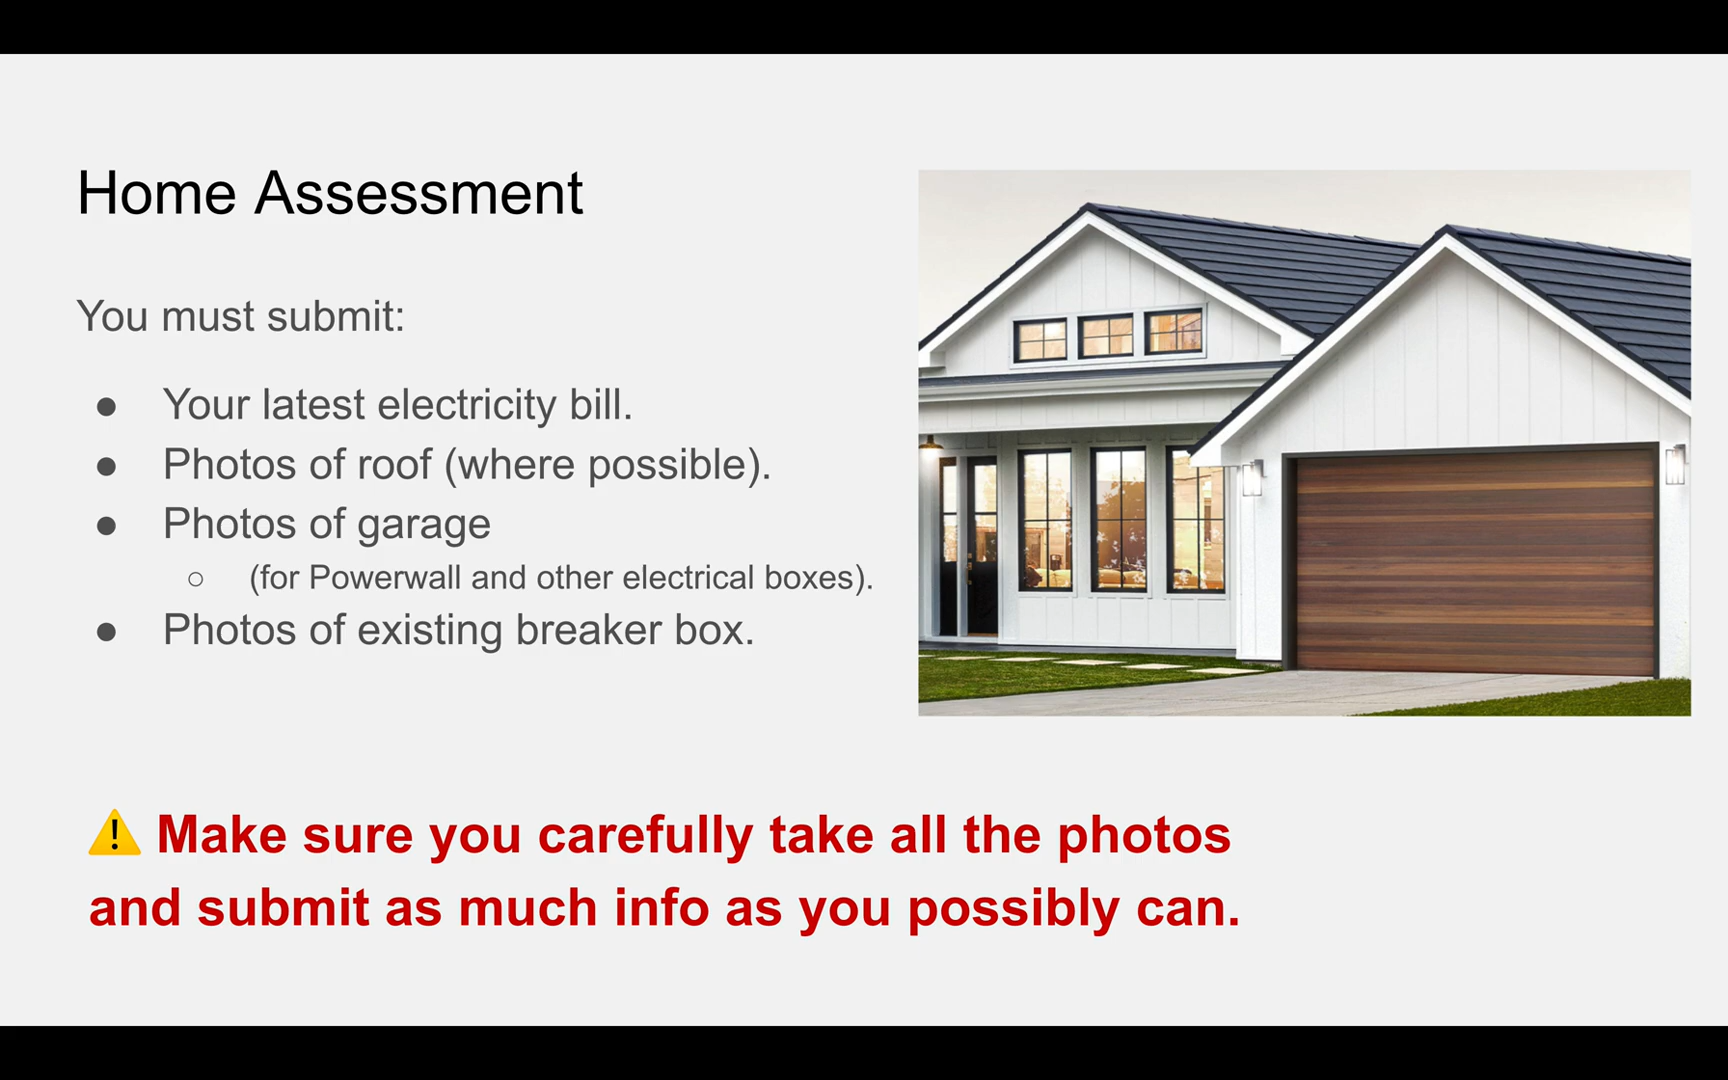 Home Assessment
You must submit:
● Your latest electricity bill.
● Photos of roof (where possible).
● Photos of garage
○ (for Powerwall and other electrical boxes).
● Photos of existing breaker box.
⚠️ Make sure you carefully take all the photos
and submit as much info as you possibly can.